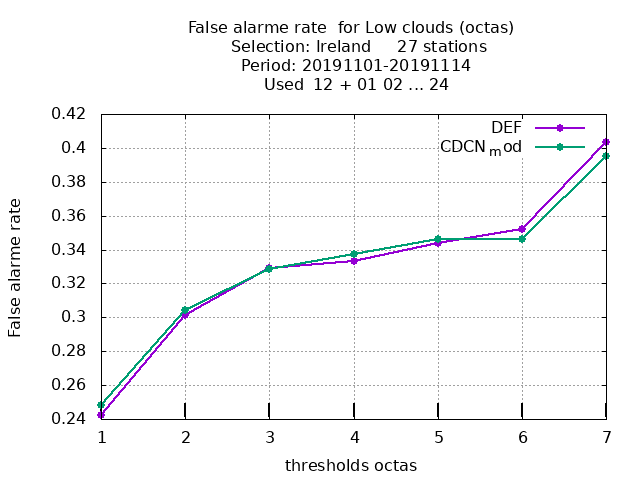 False alarme rate  for Low clouds (octas)
Selection: Ireland     27 stations
Period: 20191101-20191114
Used  12 + 01 02 ... 24
0.42
DEF
0.4
CDCN mod
0.38
0.36
0.34
0.32
0.3
0.28
0.26
0.24
False alarme rate
1 2 3 4 5 6 7
thresholds octas